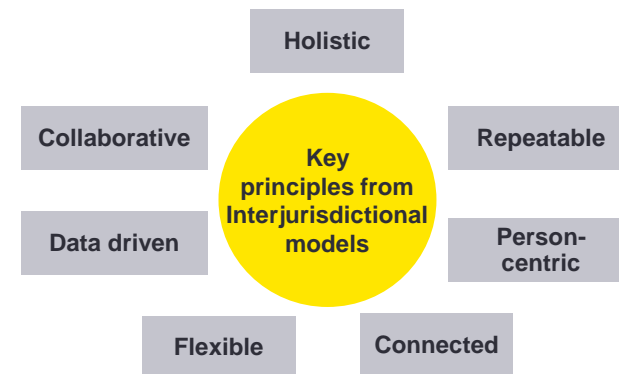 Holistic
Collaborative
Repeatable
Key
principles from
Interjurisdictional
models
Data driven
Person-
centric
Flexible
Connected